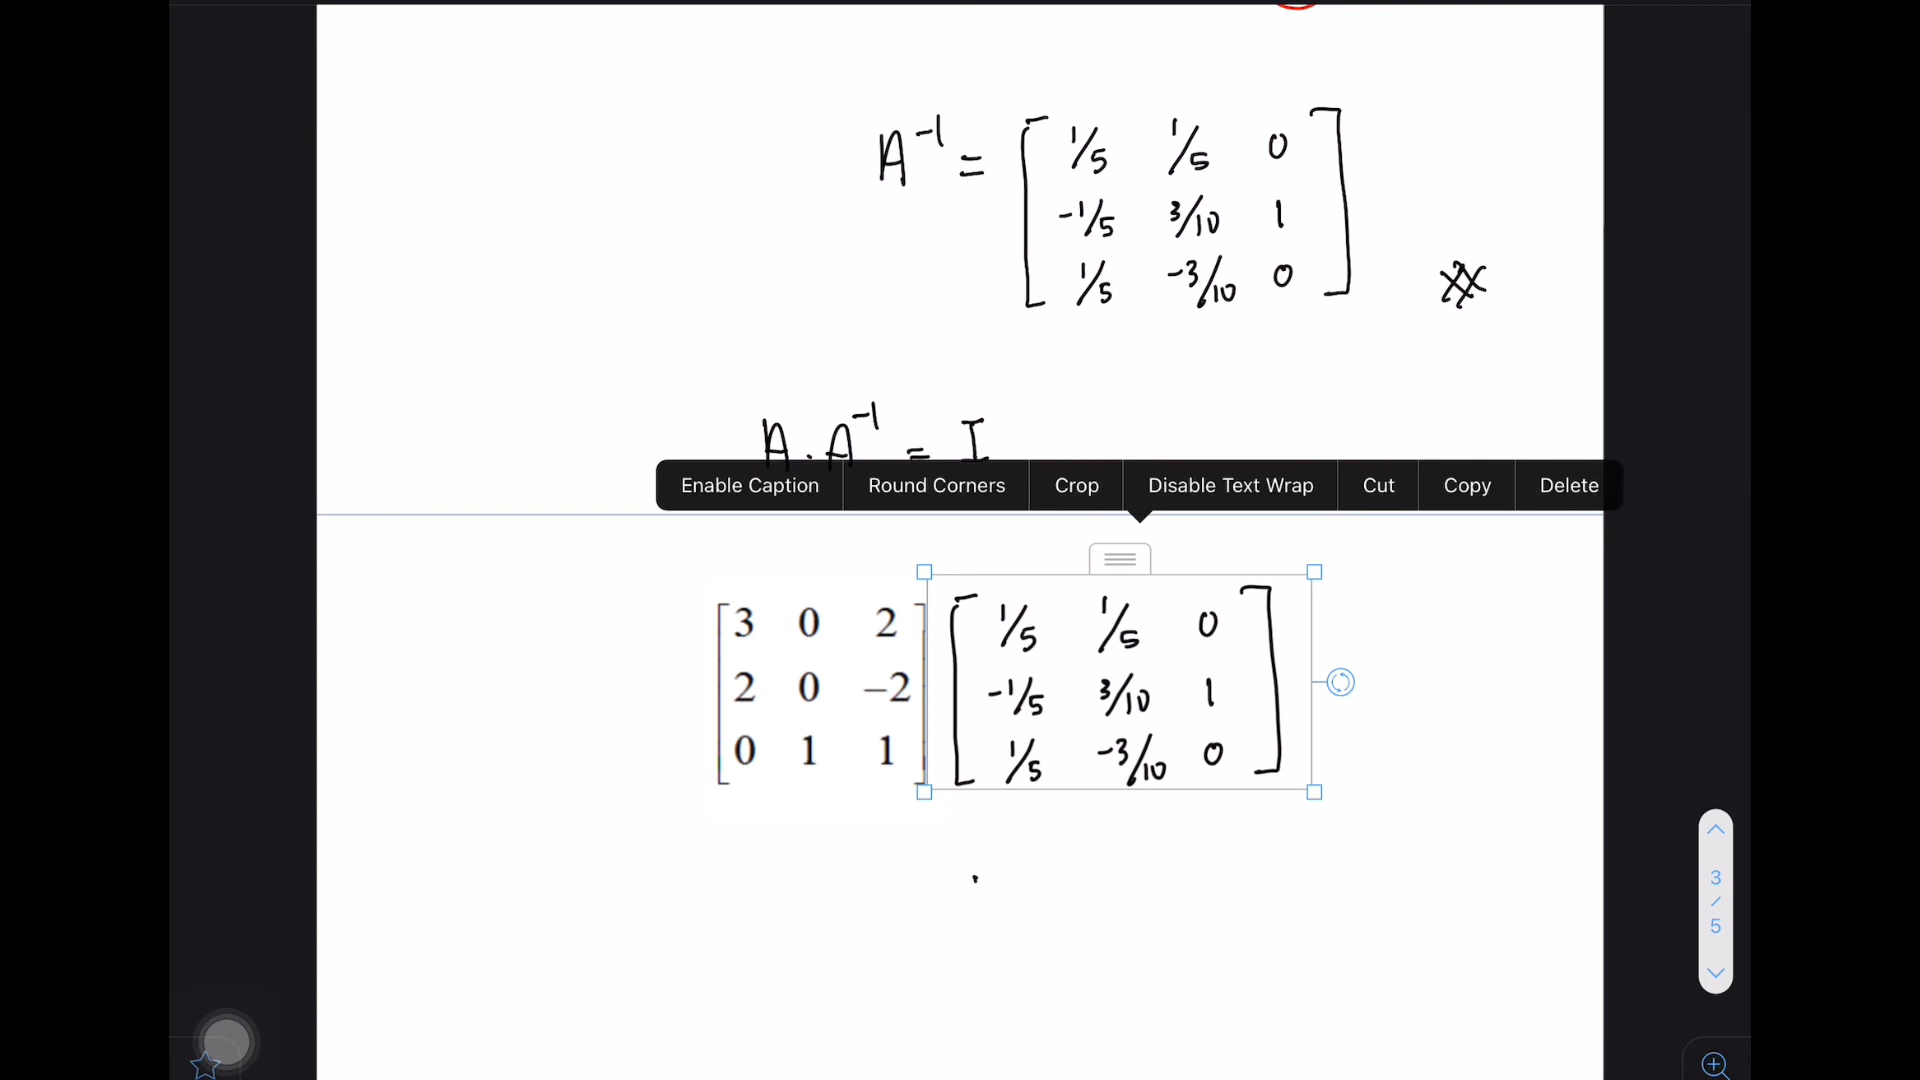 A⁻¹ = [ 1/5 1/5 0
-1/5 3/10 1
1/5 -3/10 0 ]
A . A⁻¹ = I
Enable Caption Round Corners Crop Disable Text Wrap Cut Copy Delete
[ 3 0 2 ] [ 1/5 1/5 0 ]
[ 2 0 −2 ] [ -1/5 3/10 1 ]
[ 0 1 1 ] [ 1/5 -3/10 0 ]
3
/
5